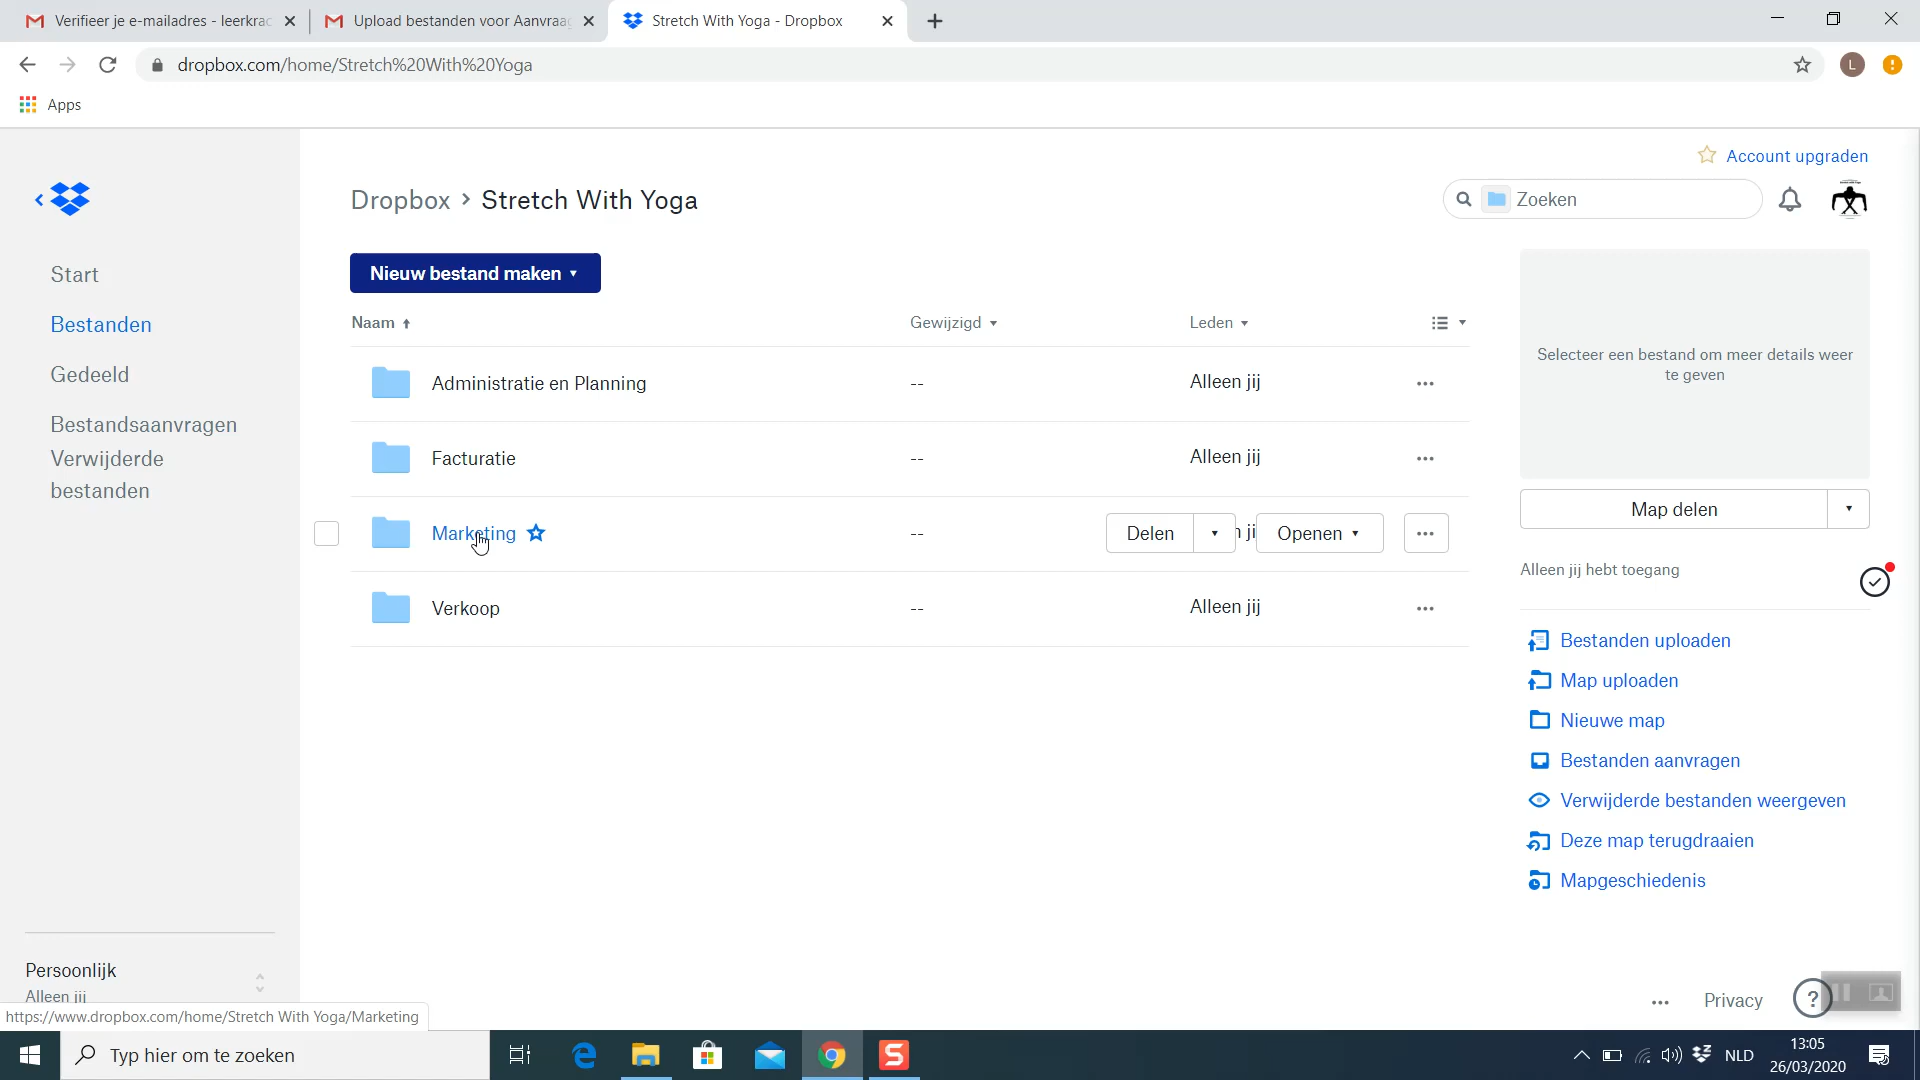 Verifieer je e-mailadres - leerkrac
Upload bestanden voor Aanvraag
Stretch With Yoga - Dropbox
dropbox.com/home/Stretch%20With%20Yoga
L
Apps
Account upgraden
Dropbox › Stretch With Yoga
Zoeken
Start
Bestanden
Gedeeld
Bestandsaanvragen
Verwijderde
bestanden
Nieuw bestand maken
Naam
Gewijzigd
Leden
Administratie en Planning
--
Alleen jij
Facturatie
--
Alleen jij
Marketing
--
Delen
Openen
Verkoop
--
Alleen jij
Selecteer een bestand om meer details weer
te geven
Map delen
Alleen jij hebt toegang
Bestanden uploaden
Map uploaden
Nieuwe map
Bestanden aanvragen
Verwijderde bestanden weergeven
Deze map terugdraaien
Mapgeschiedenis
Persoonlijk
Alleen jij
Privacy
?
https://www.dropbox.com/home/Stretch With Yoga/Marketing
Typ hier om te zoeken
NLD
13:05
26/03/2020